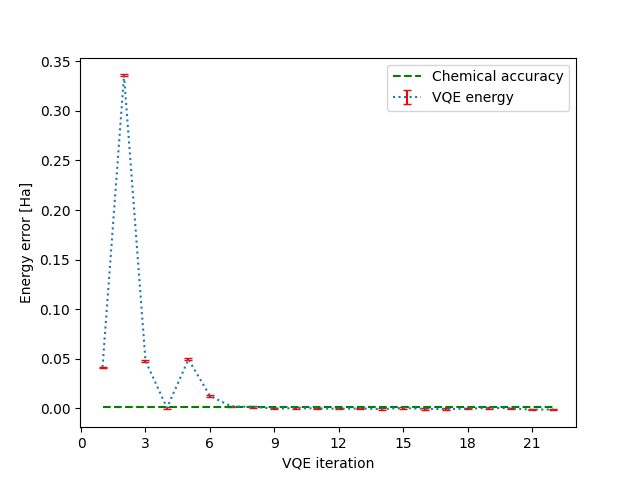 0.35
0.30
0.25
0.20
0.15
0.10
0.05
0.00
Energy error [Ha]
Chemical accuracy
VQE energy
0 3 6 9 12 15 18 21
VQE iteration